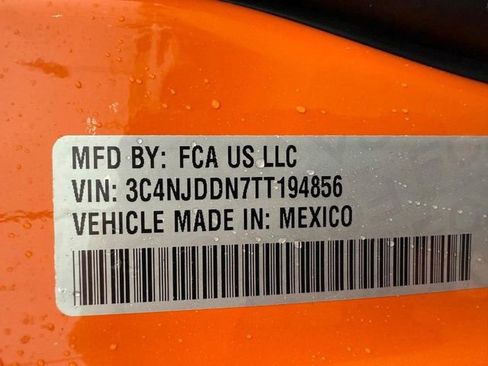 MFD BY: FCA US LLC
VIN: 3C4NJDDN7TT194856
VEHICLE MADE IN: MEXICO